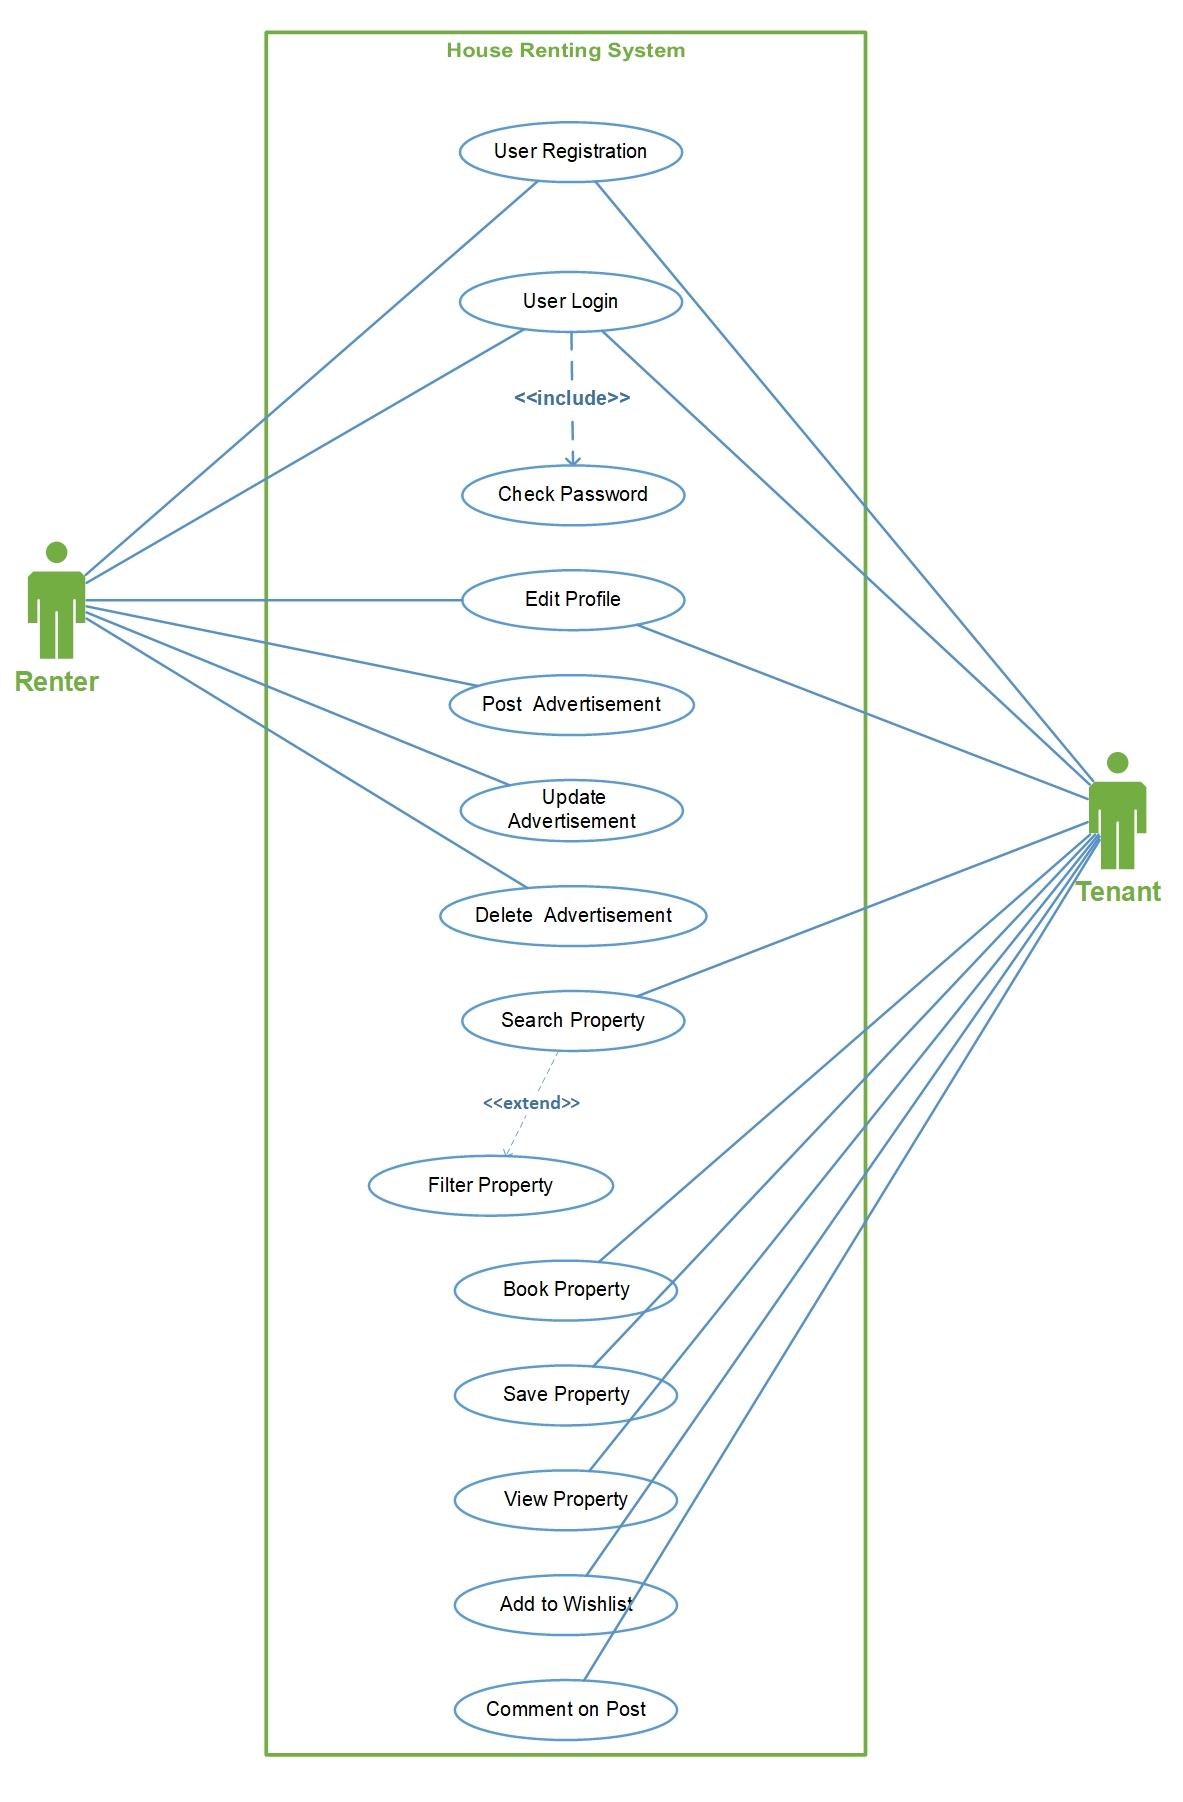 House Renting System
User Registration
User Login
<<include>>
Check Password
Edit Profile
Renter
Post  Advertisement
Update
Advertisement
Tenant
Delete  Advertisement
Search Property
<<extend>>
Filter Property
Book Property
Save Property
View Property
Add to Wishlist
Comment on Post